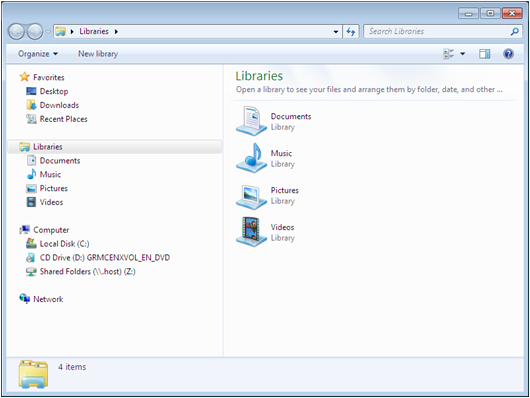 Libraries
Search Libraries
Organize
New library
Favorites
Desktop
Downloads
Recent Places
Libraries
Documents
Music
Pictures
Videos
Computer
Local Disk (C:)
CD Drive (D:) GRMCENXVOL_EN_DVD
Shared Folders (\\.host) (Z:)
Network
Libraries
Open a library to see your files and arrange them by folder, date, and other ...
Documents
Library
Music
Library
Pictures
Library
Videos
Library
4 items